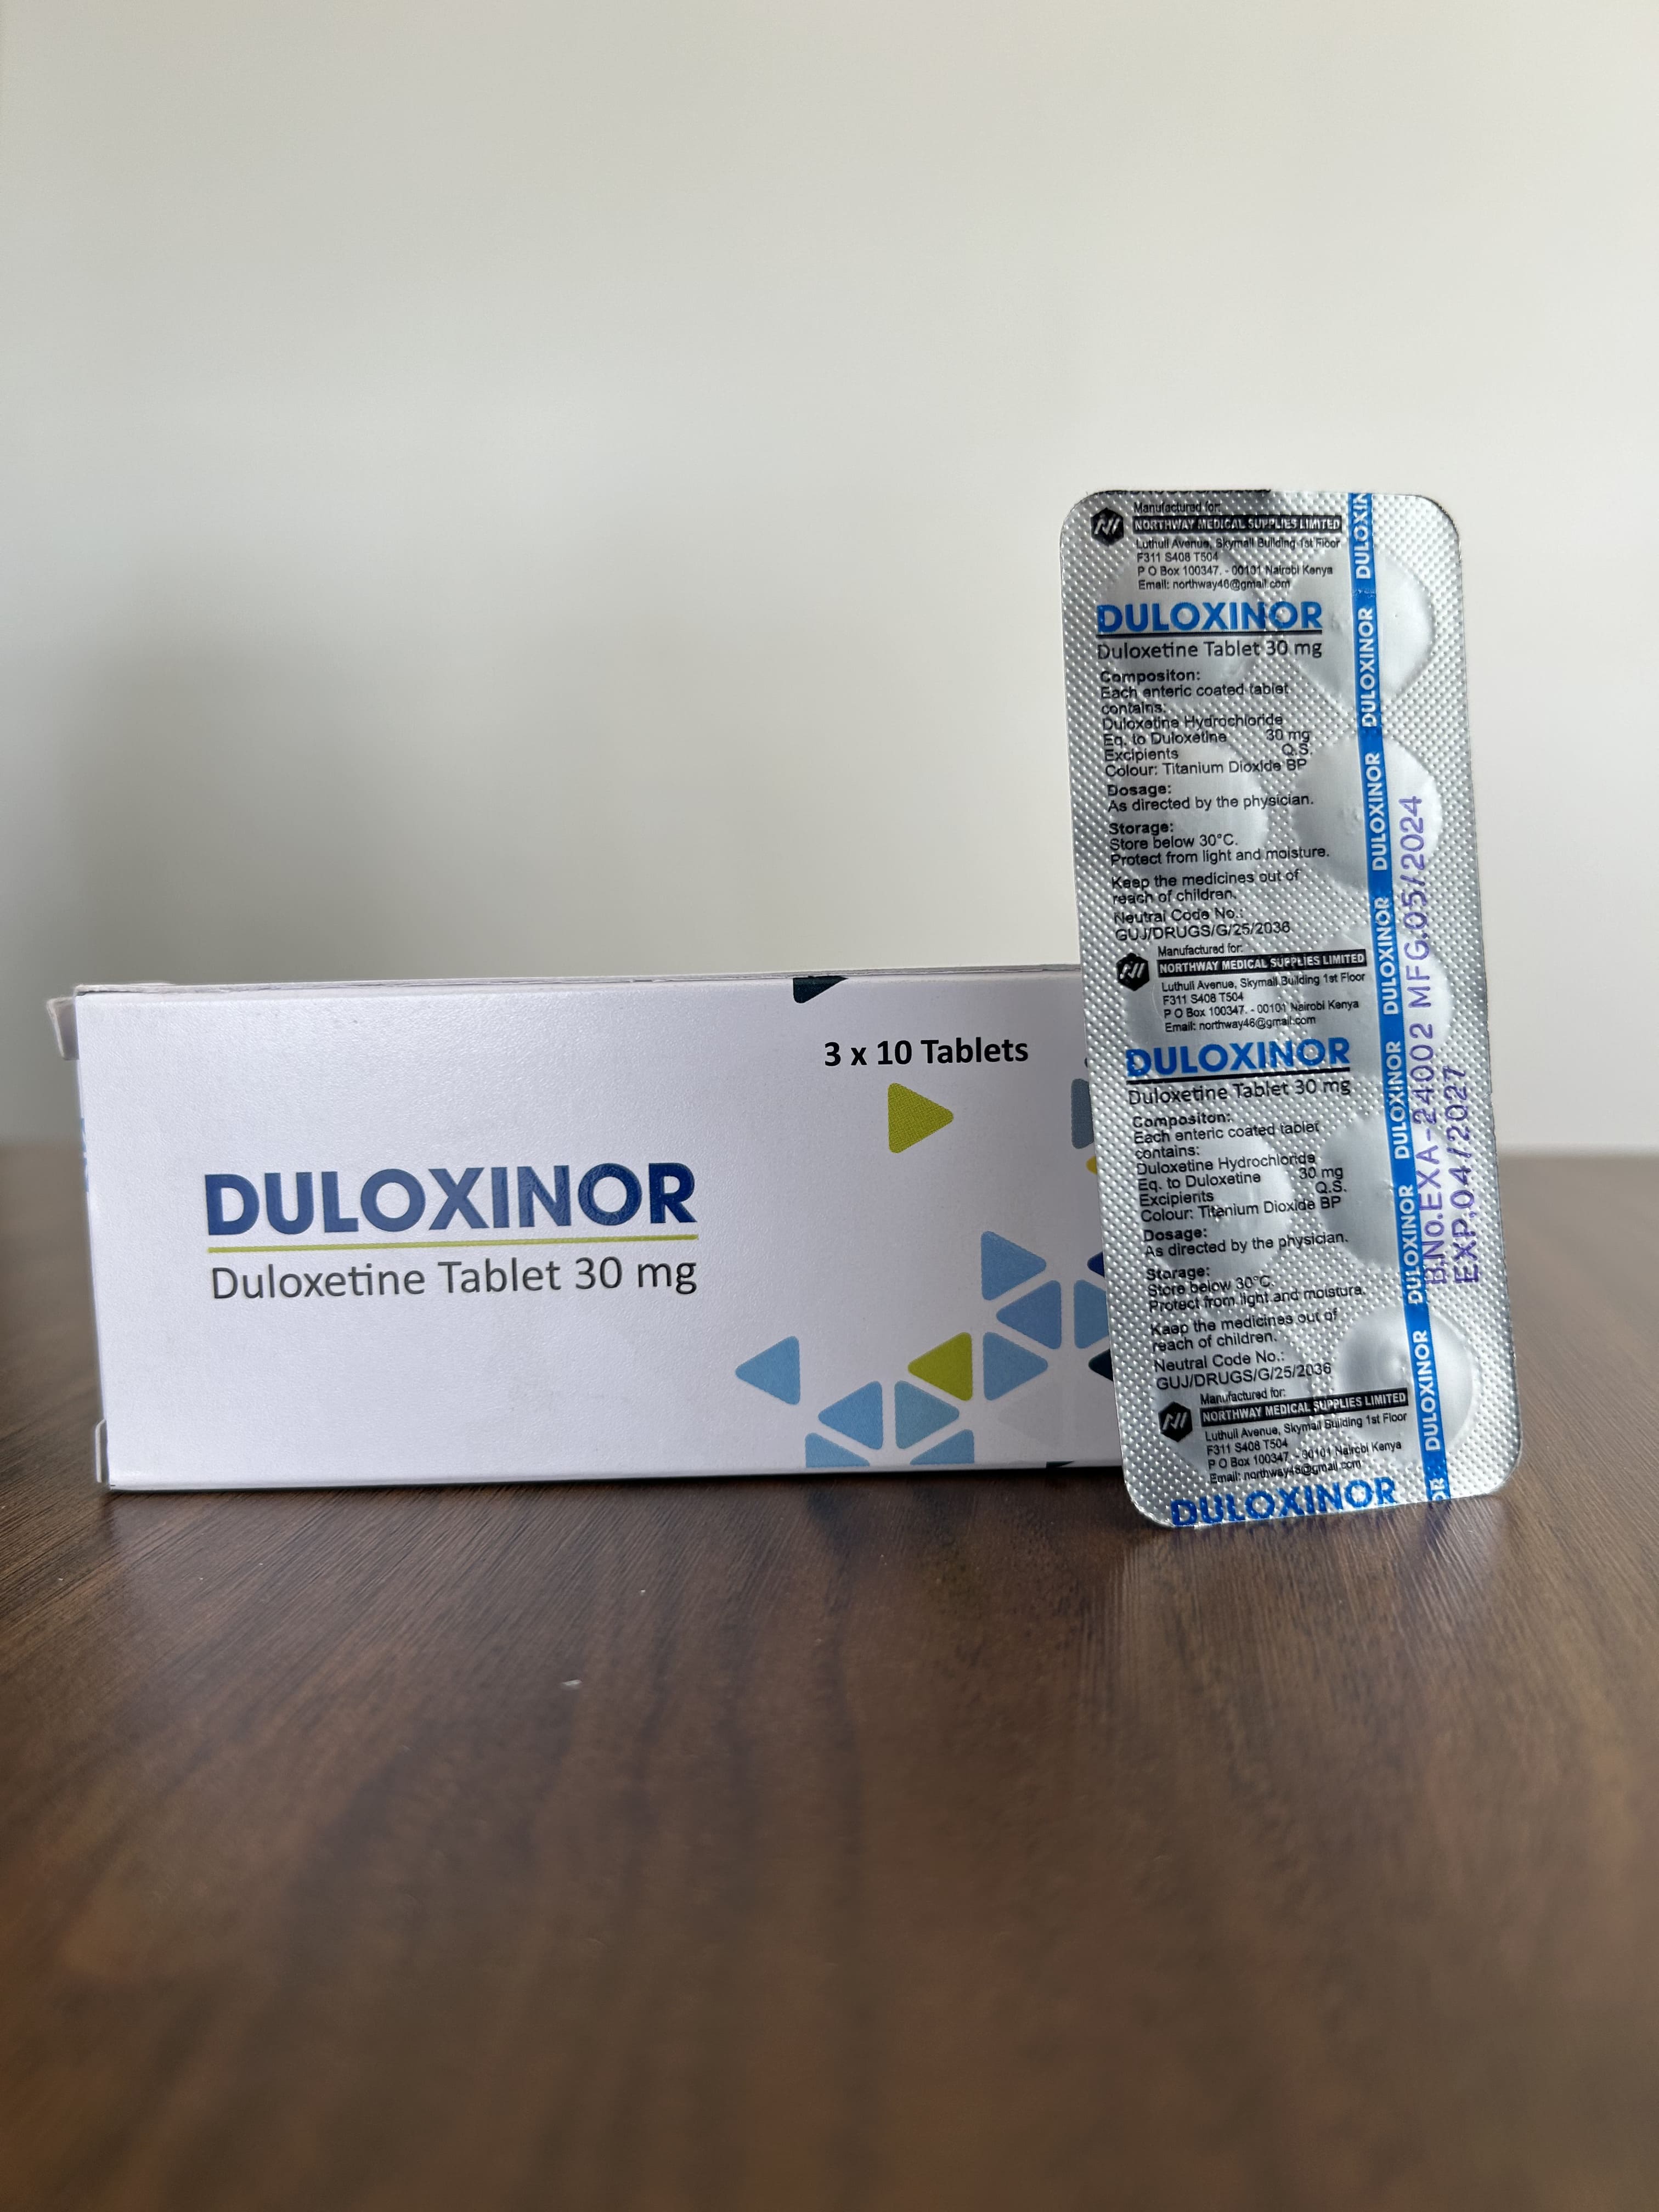 3 x 10 Tablets
DULOXINOR
Duloxetine Tablet 30 mg
Manufactured for:
NORTHWAY MEDICAL SUPPLIES LIMITED
Luthuli Avenue, Skymall Building 1st Floor
F311 S408 T504
P O Box 100347. - 00101 Nairobi Kenya
Email: northway46@gmail.com
DULOXINOR
Duloxetine Tablet 30 mg
Compositon:
Each enteric coated tablet
contains:
Duloxetine Hydrochloride
Eq. to Duloxetine 30 mg
Excipients Q.S.
Colour: Titanium Dioxide BP
Dosage:
As directed by the physician.
Storage:
Store below 30°C.
Protect from light and moisture.
Keep the medicines out of
reach of children.
Neutral Code No.:
GUJ/DRUGS/G/25/2036
Manufactured for:
NORTHWAY MEDICAL SUPPLIES LIMITED
Luthuli Avenue, Skymall Building 1st Floor
F311 S408 T504
P O Box 100347. - 00101 Nairobi Kenya
Email: northway46@gmail.com
DULOXINOR
Duloxetine Tablet 30 mg
Compositon:
Each enteric coated tablet
contains:
Duloxetine Hydrochloride
Eq. to Duloxetine 30 mg
Excipients Q.S.
Colour: Titanium Dioxide BP
Dosage:
As directed by the physician.
Storage:
Store below 30°C.
Protect from light and moisture.
Keep the medicines out of
reach of children.
Neutral Code No.:
GUJ/DRUGS/G/25/2036
Manufactured for:
NORTHWAY MEDICAL SUPPLIES LIMITED
Luthuli Avenue, Skymall Building 1st Floor
F311 S408 T504
P O Box 100347. - 00101 Nairobi Kenya
Email: northway46@gmail.com
DULOXINOR
OR DULOXINOR DULOXINOR DULOXINOR DULOXINOR DULOXINOR DULOXINOR DULOXIN
B.No.EXA-24002 MFG.05/2024
EXP.04/2027